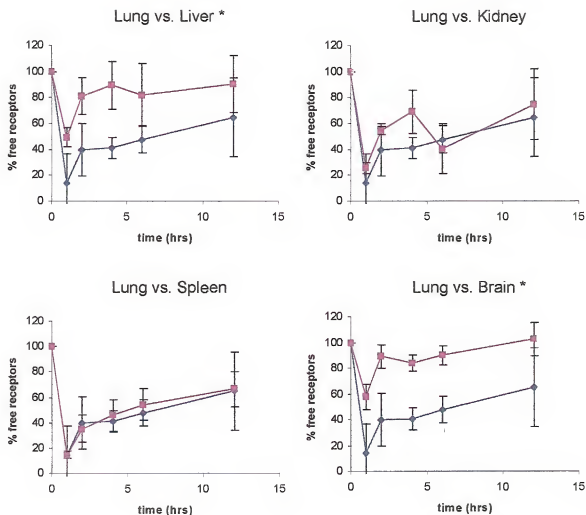 Lung vs. Liver *
% free receptors
120
100
80
60
40
20
0
0 5 10 15
time (hrs)
Lung vs. Kidney
% free receptors
120
100
80
60
40
20
0
0 5 10 15
time (hrs)
Lung vs. Spleen
% free receptors
120
100
80
60
40
20
0
0 5 10 15
time (hrs)
Lung vs. Brain *
% free receptors
120
100
80
60
40
20
0
0 5 10 15
time (hrs)